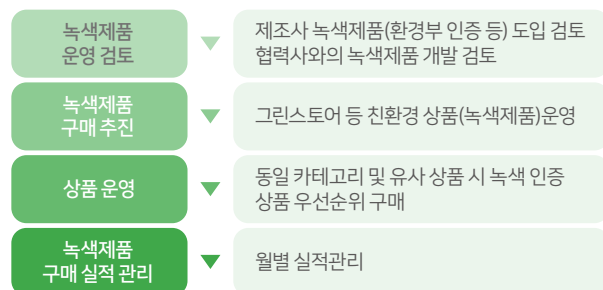 녹색제품
운영 검토
제조사 녹색제품(환경부 인증 등) 도입 검토
협력사와의 녹색제품 개발 검토
녹색제품
구매 추진
그린스토어 등 친환경 상품(녹색제품)운영
상품 운영
동일 카테고리 및 유사 상품 시 녹색 인증
상품 우선순위 구매
녹색제품
구매 실적 관리
월별 실적관리